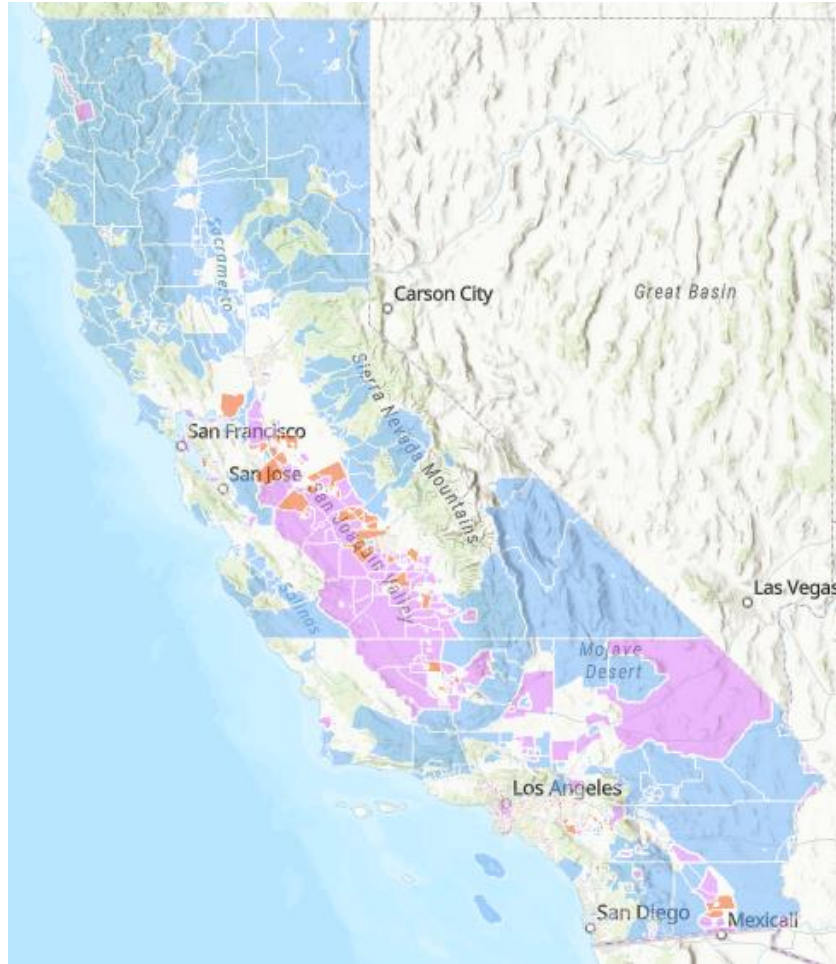 Sacramento
Carson City
Great Basin
Sierra Nevada Mountains
San Francisco
San Jose
San Joaquin Valley
Salinos
Las Vegas
Mojave
Desert
Los Angeles
San Diego
Mexicali